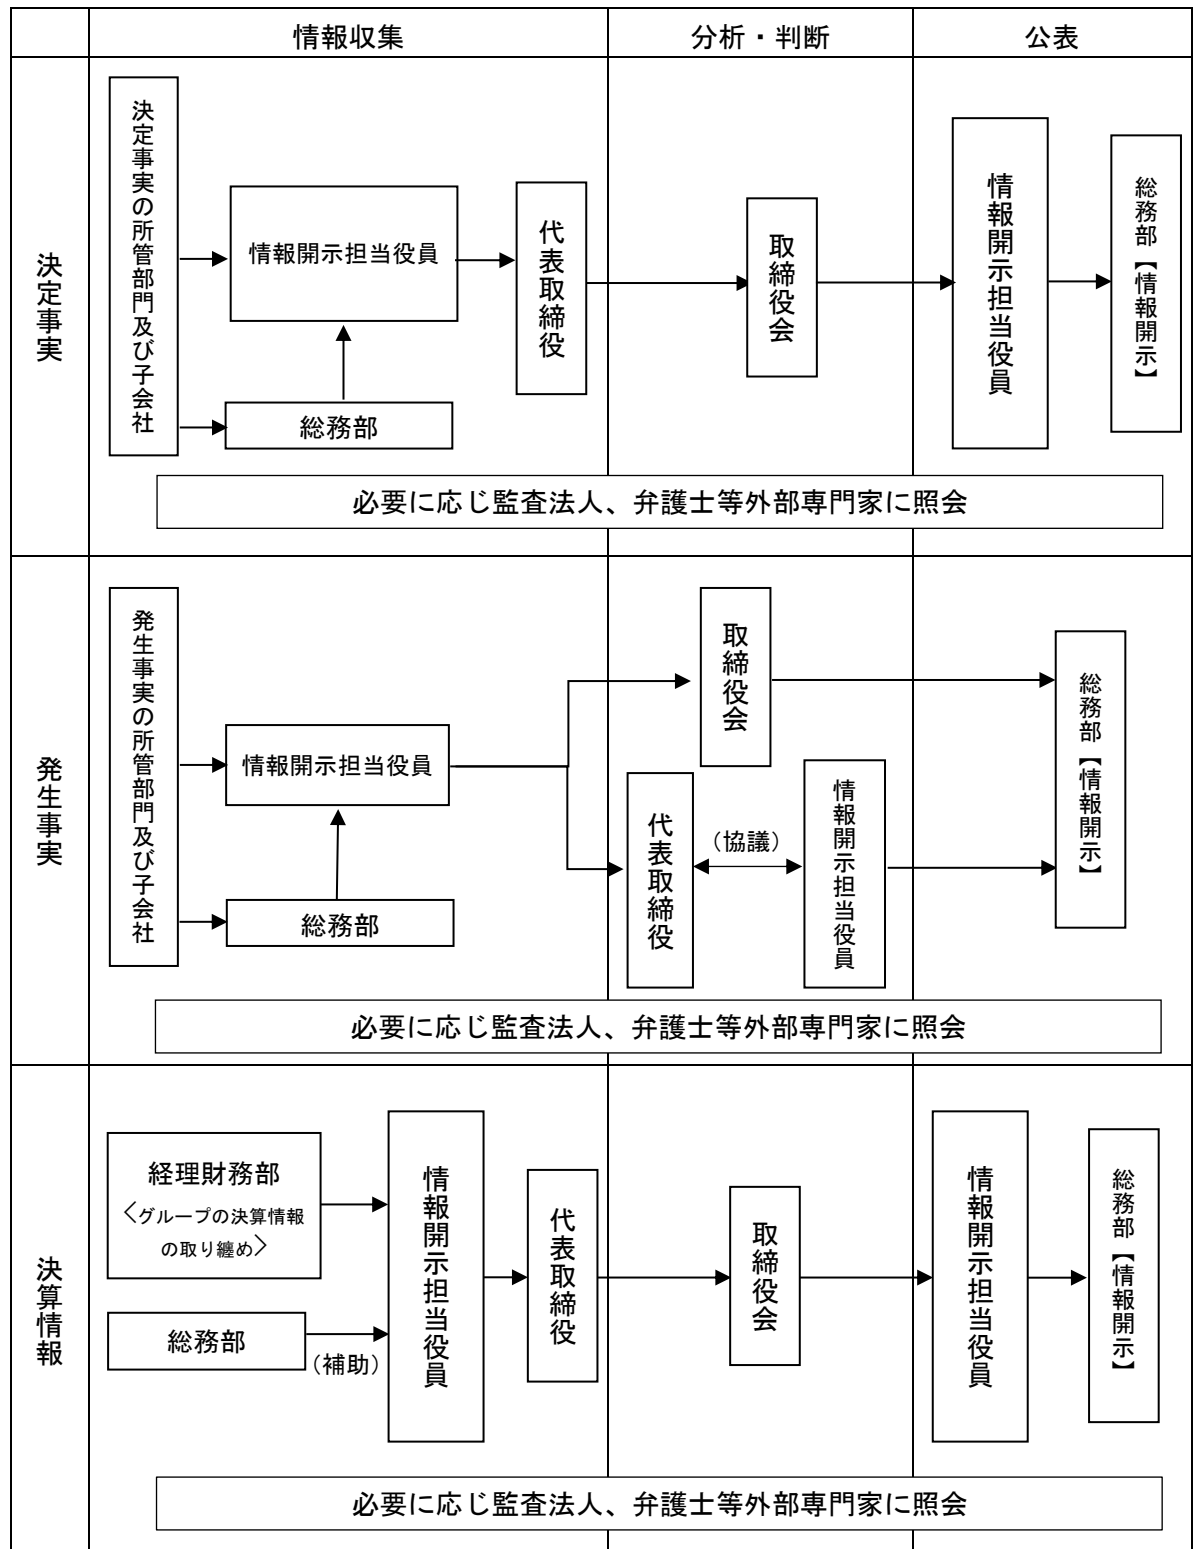 情報収集
分析・判断
公表
決定事実
決定事実の所管部門及び子会社
情報開示担当役員
総務部
代表取締役
取締役会
情報開示担当役員
総務部【情報開示】
必要に応じ監査法人、弁護士等外部専門家に照会
発生事実
発生事実の所管部門及び子会社
情報開示担当役員
総務部
取締役会
代表取締役
（協議）
情報開示担当役員
総務部【情報開示】
必要に応じ監査法人、弁護士等外部専門家に照会
決算情報
経理財務部
〈グループの決算情報
の取り纏め〉
総務部
（補助）
情報開示担当役員
代表取締役
取締役会
情報開示担当役員
総務部【情報開示】
必要に応じ監査法人、弁護士等外部専門家に照会